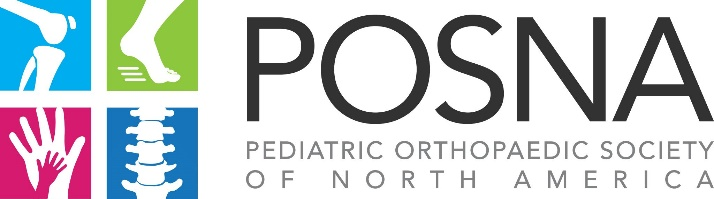 POSNA
PEDIATRIC ORTHOPAEDIC SOCIETY
OF NORTH AMERICA